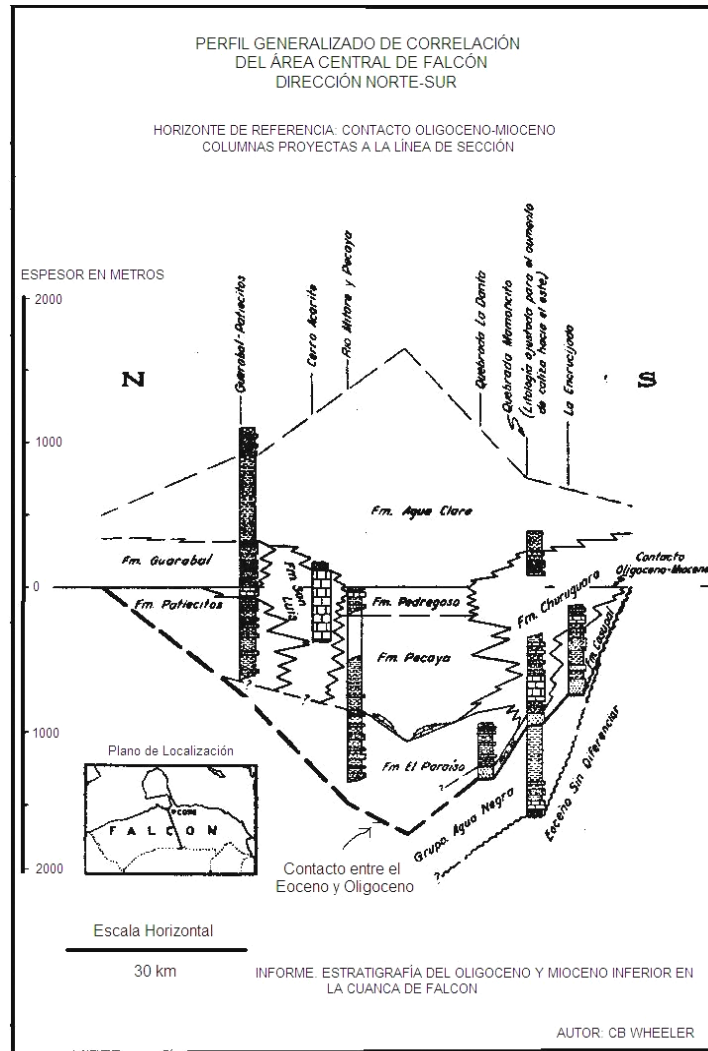 PERFIL GENERALIZADO DE CORRELACIÓN
DEL ÁREA CENTRAL DE FALCÓN
DIRECCIÓN NORTE-SUR
HORIZONTE DE REFERENCIA: CONTACTO OLIGOCENO-MIOCENO
COLUMNAS PROYECTAS A LA LÍNEA DE SECCIÓN
ESPESOR EN METROS
2000
1000
0
1000
2000
N
S
Guarabal-Patiecitos
Cerro Acarite
Rio Mitare y Pecaya
Quebrada La Danta
Quebrada Mamoncito
(Litología ajustada para el aumento
de caliza hacia el este)
La Encrucijada
Fm. Agua Clara
Fm. Guarabal
Fm. San
Luis
Fm. Patiecitos
Fm. Pedregoso
Fm. Pecaya
Fm. Churuguara
Contacto
Oligoceno-Mioceno
Fm. Casupal
Fm. El Paraiso
?
?
?
?
Grupo Agua Negra
Eoceno Sin Diferenciar
Plano de Localización
CORO
FALCON
Contacto entre el
Eoceno y Oligoceno
Escala Horizontal
30 km
INFORME. ESTRATIGRAFÍA DEL OLIGOCENO Y MIOCENO INFERIOR EN
LA CUANCA DE FALCON
AUTOR: CB WHEELER